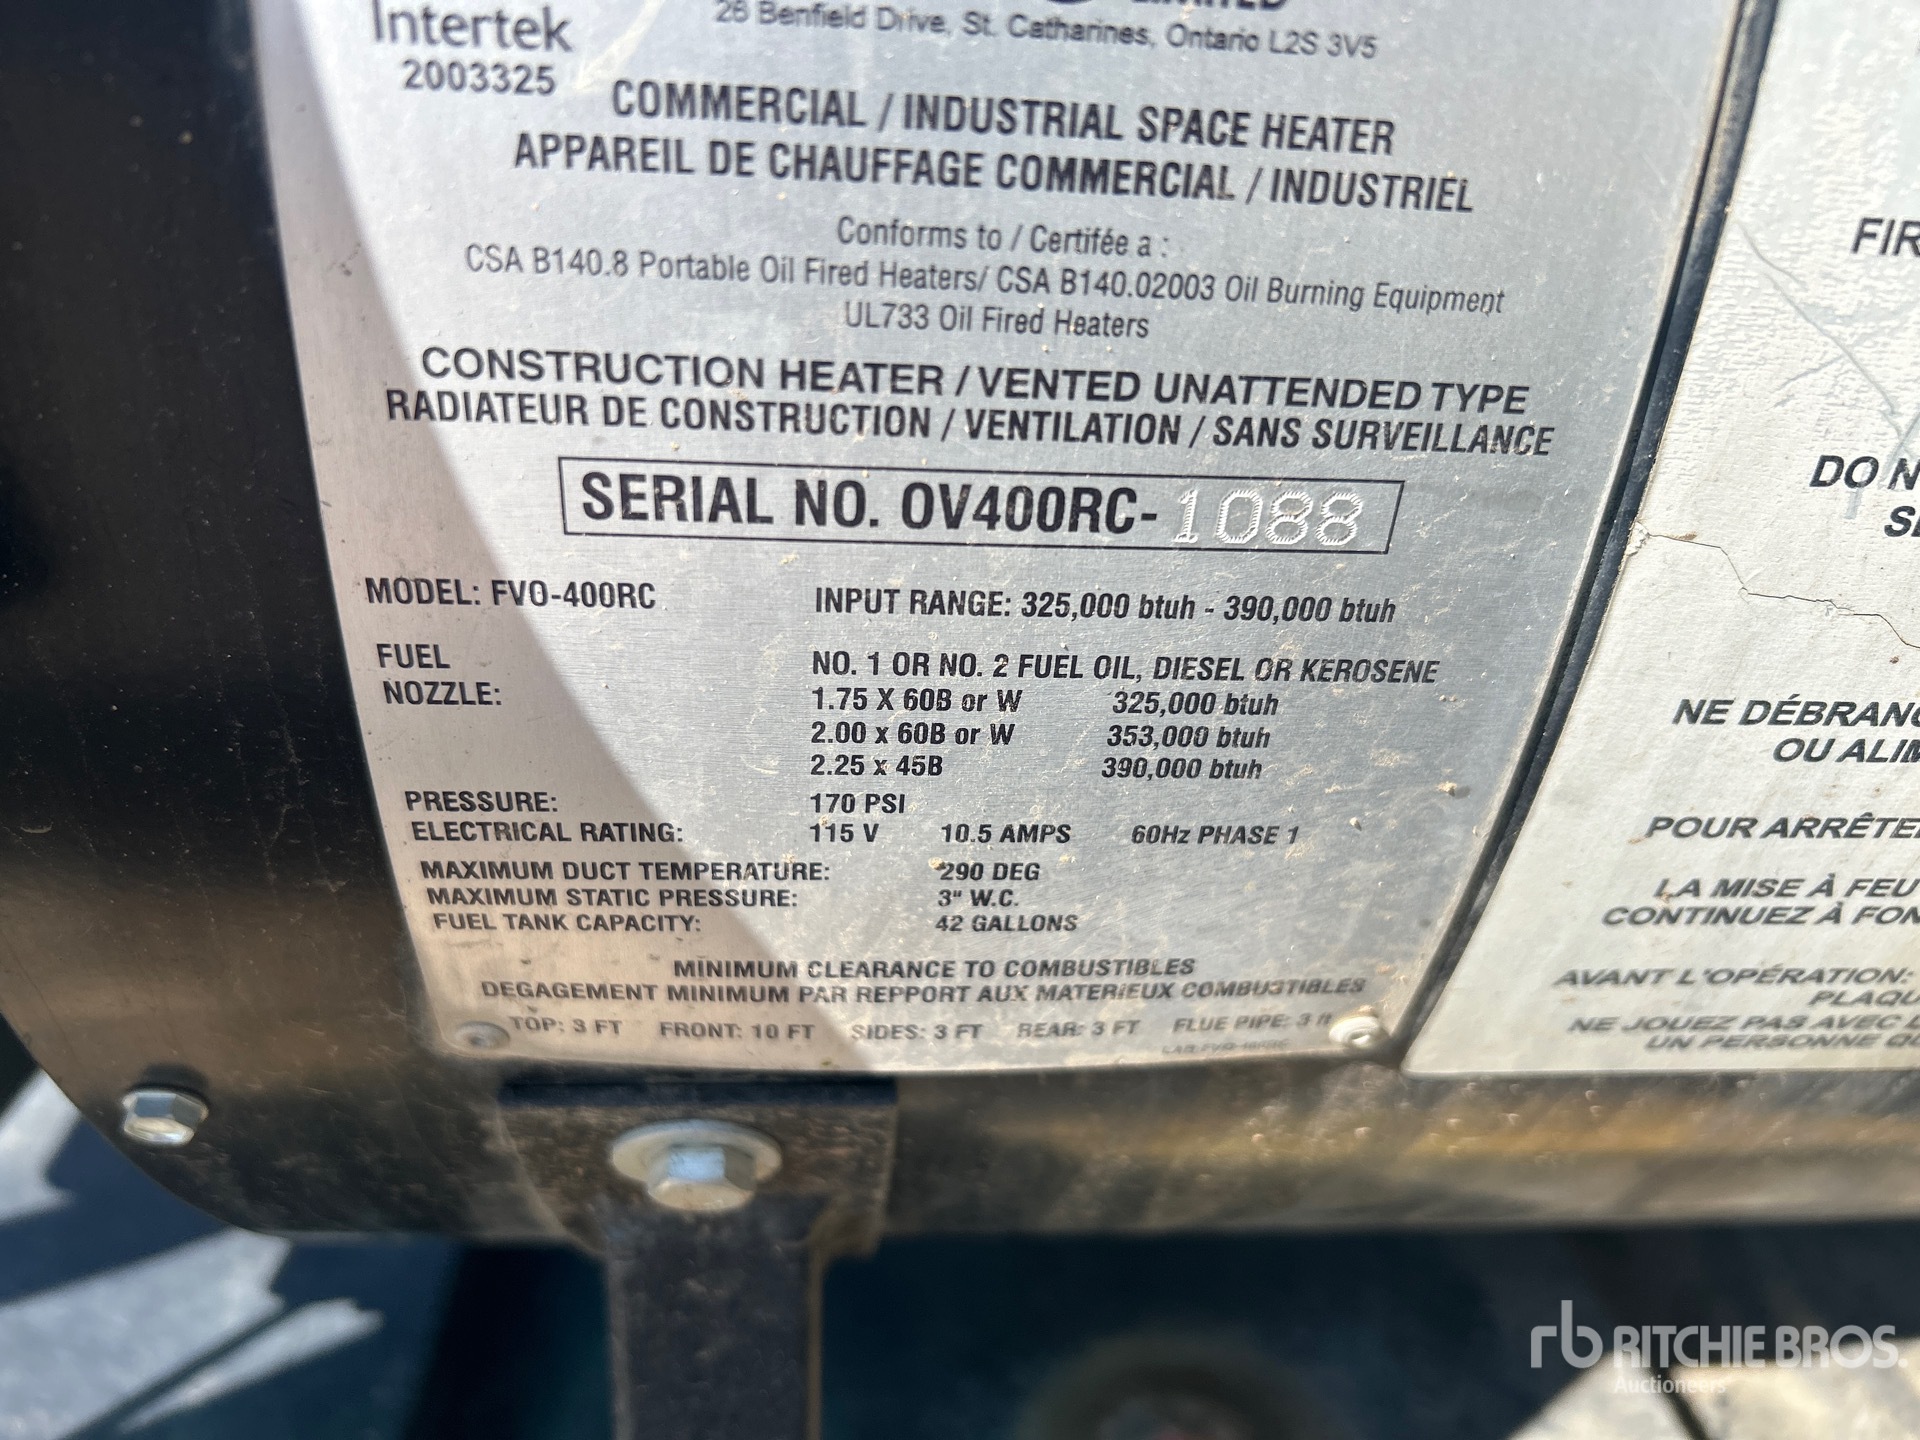 Intertek
2003325
LIMITED
26 Benfield Drive, St. Catharines, Ontario L2S 3V5
COMMERCIAL / INDUSTRIAL SPACE HEATER
APPAREIL DE CHAUFFAGE COMMERCIAL / INDUSTRIEL
Conforms to / Certifée a :
CSA B140.8 Portable Oil Fired Heaters/ CSA B140.02003 Oil Burning Equipment
UL733 Oil Fired Heaters
CONSTRUCTION HEATER / VENTED UNATTENDED TYPE
RADIATEUR DE CONSTRUCTION / VENTILATION / SANS SURVEILLANCE
SERIAL NO. OV400RC-1088
MODEL: FVO-400RC INPUT RANGE: 325,000 btuh - 390,000 btuh
FUEL NO. 1 OR NO. 2 FUEL OIL, DIESEL OR KEROSENE
NOZZLE: 1.75 X 60B or W 325,000 btuh
2.00 x 60B or W 353,000 btuh
2.25 x 45B 390,000 btuh
PRESSURE: 170 PSI
ELECTRICAL RATING: 115 V 10.5 AMPS 60Hz PHASE 1
MAXIMUM DUCT TEMPERATURE: 290 DEG
MAXIMUM STATIC PRESSURE: 3" W.C.
FUEL TANK CAPACITY: 42 GALLONS
MINIMUM CLEARANCE TO COMBUSTIBLES
DEGAGEMENT MINIMUM PAR REPPORT AUX MATERIEUX COMBUSTIBLES
TOP: 3 FT FRONT: 10 FT SIDES: 3 FT REAR: 3 FT FLUE PIPE: 3 ft
FIR
DO N
SE
NE DÉBRANC
OU ALIM
POUR ARRÊTE
LA MISE À FEU
CONTINUEZ À FON
AVANT L'OPÉRATION:
PLAQU
NE JOUEZ PAS AVEC L
UN PERSONNE QU
rb RITCHIE BROS.
Auctioneers